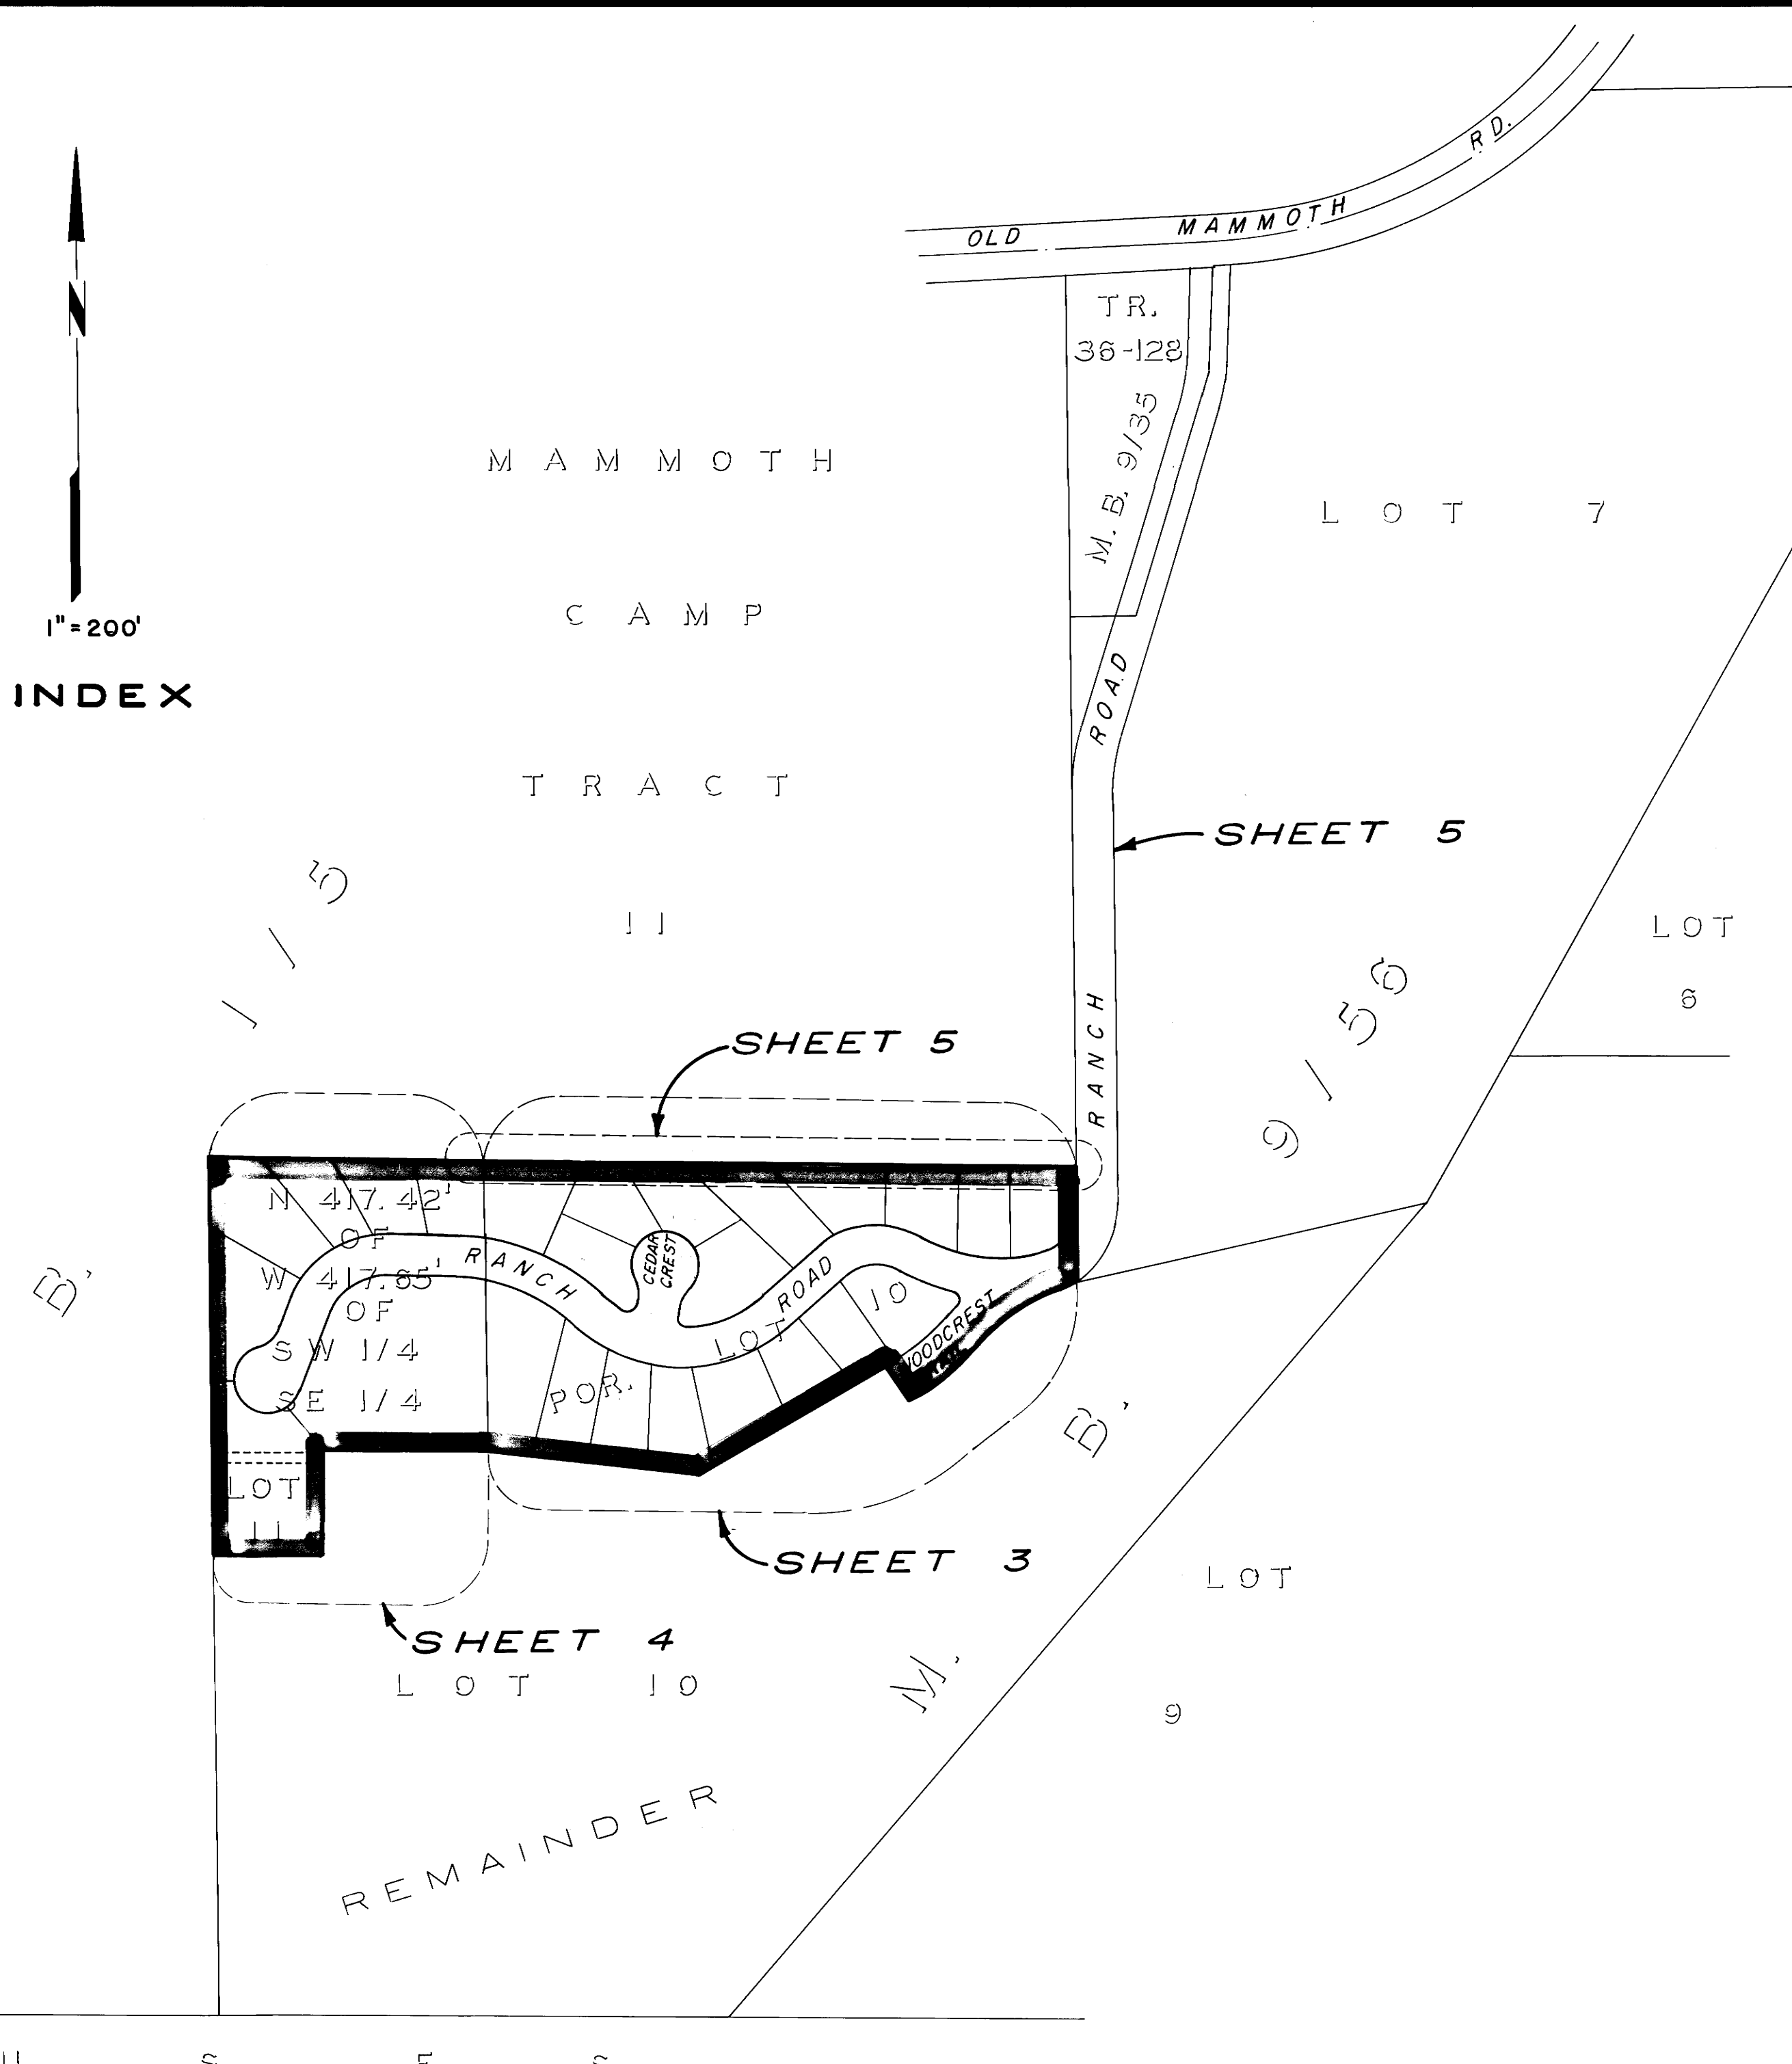 OLD MAMMOTH RD.
N
1"=200'
INDEX
TR.
36-128
M. B. 9/35
MAMMOTH
CAMP
TRACT
11
LOT 7
RANCH ROAD
SHEET 5
LOT
6
B. 1/15
M. B. 9/56
SHEET 5
N 417.42'
OF
W 417.65'
OF
SW 1/4
SE 1/4
RANCH ROAD
CEDAR
CREST
POR. LOT 10
WOODCREST
LOT
11
SHEET 3
SHEET 4
LOT 10
REMAINDER
LOT
9
U S F S